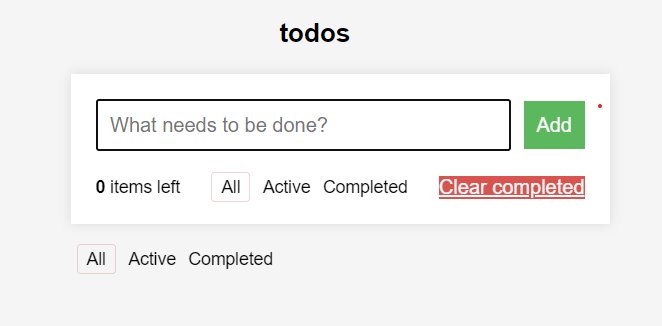 todos
What needs to be done? Add
0 items left All Active Completed Clear completed
All Active Completed